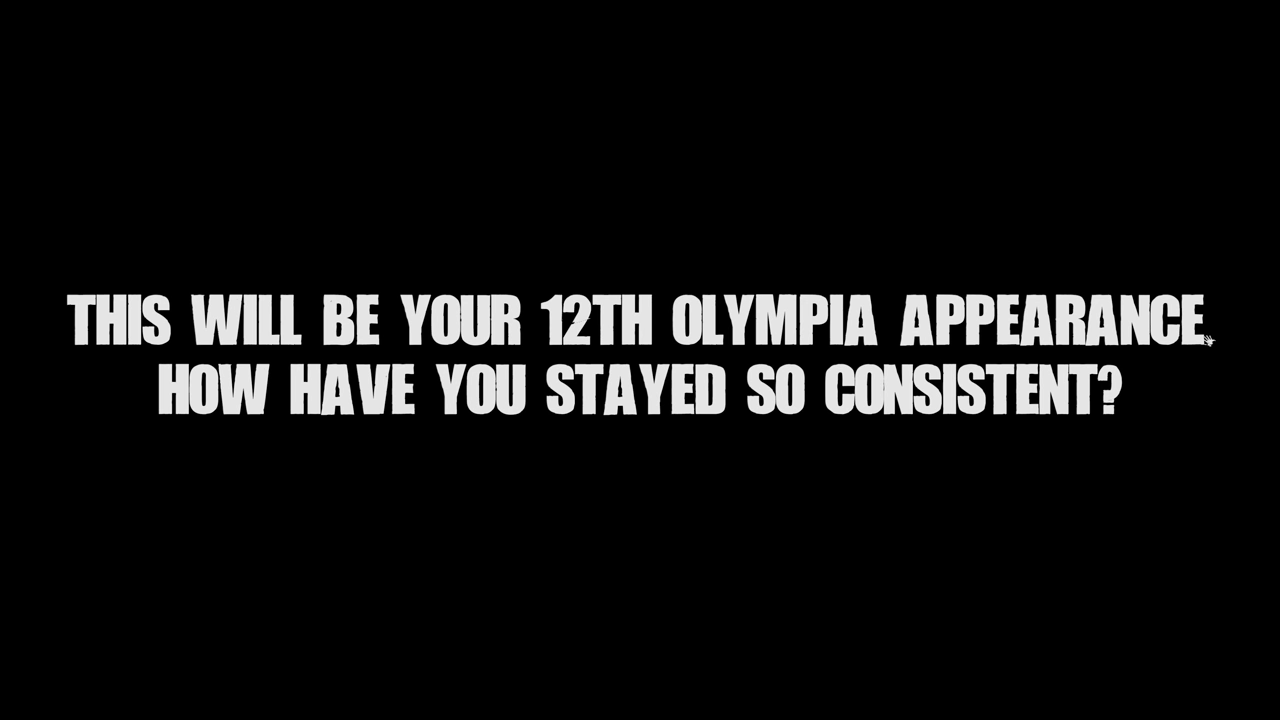 THIS WILL BE YOUR 12TH OLYMPIA APPEARANCE.
HOW HAVE YOU STAYED SO CONSISTENT?